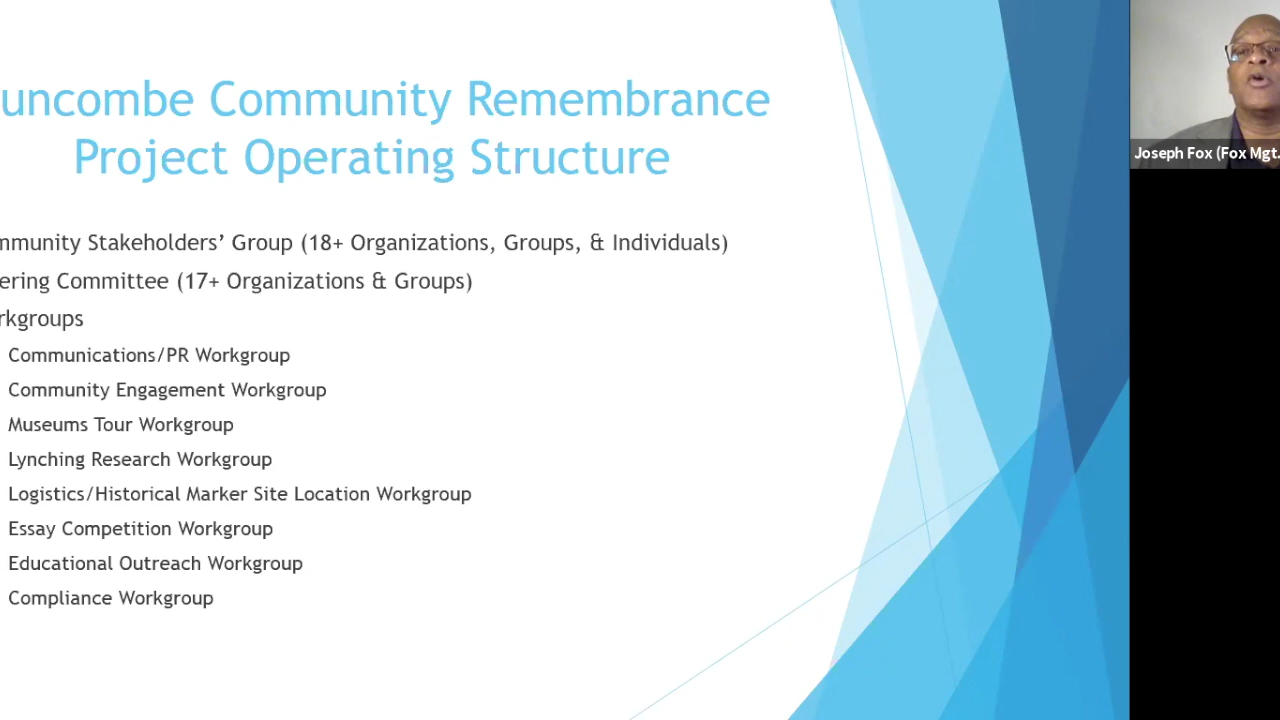 uncombe Community Remembrance
Project Operating Structure
mmunity Stakeholders’ Group (18+ Organizations, Groups, & Individuals)
ering Committee (17+ Organizations & Groups)
rkgroups
Communications/PR Workgroup
Community Engagement Workgroup
Museums Tour Workgroup
Lynching Research Workgroup
Logistics/Historical Marker Site Location Workgroup
Essay Competition Workgroup
Educational Outreach Workgroup
Compliance Workgroup
Joseph Fox (Fox Mgt.